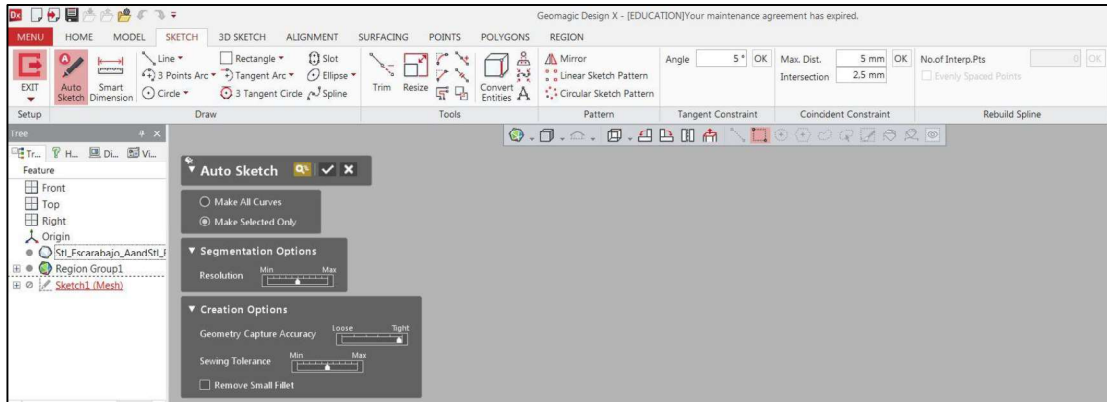 Dx Geomagic Design X - [EDUCATION]Your maintenance agreement has expired.
MENU HOME MODEL SKETCH 3D SKETCH ALIGNMENT SURFACING POINTS POLYGONS REGION
EXIT
Auto Sketch
Smart Dimension
Line Rectangle Slot
3 Points Arc Tangent Arc Ellipse
Circle 3 Tangent Circle Spline
Trim Resize
Convert Entities
Mirror
Linear Sketch Pattern
Circular Sketch Pattern
Angle 5° OK
Max. Dist. 5 mm OK
Intersection 2.5 mm
No.of Interp.Pts 0 OK
Evenly Spaced Points
Setup Draw Tools Pattern Tangent Constraint Coincident Constraint Rebuild Spline
Tree
Tr... H... Di... Vi...
Feature
Front
Top
Right
Origin
Stl_Escarabajo_AandStl_
Region Group1
Sketch1 (Mesh)
Auto Sketch
Make All Curves
Make Selected Only
Segmentation Options
Resolution Min Max
Creation Options
Geometry Capture Accuracy Loose Tight
Sewing Tolerance Min Max
Remove Small Fillet